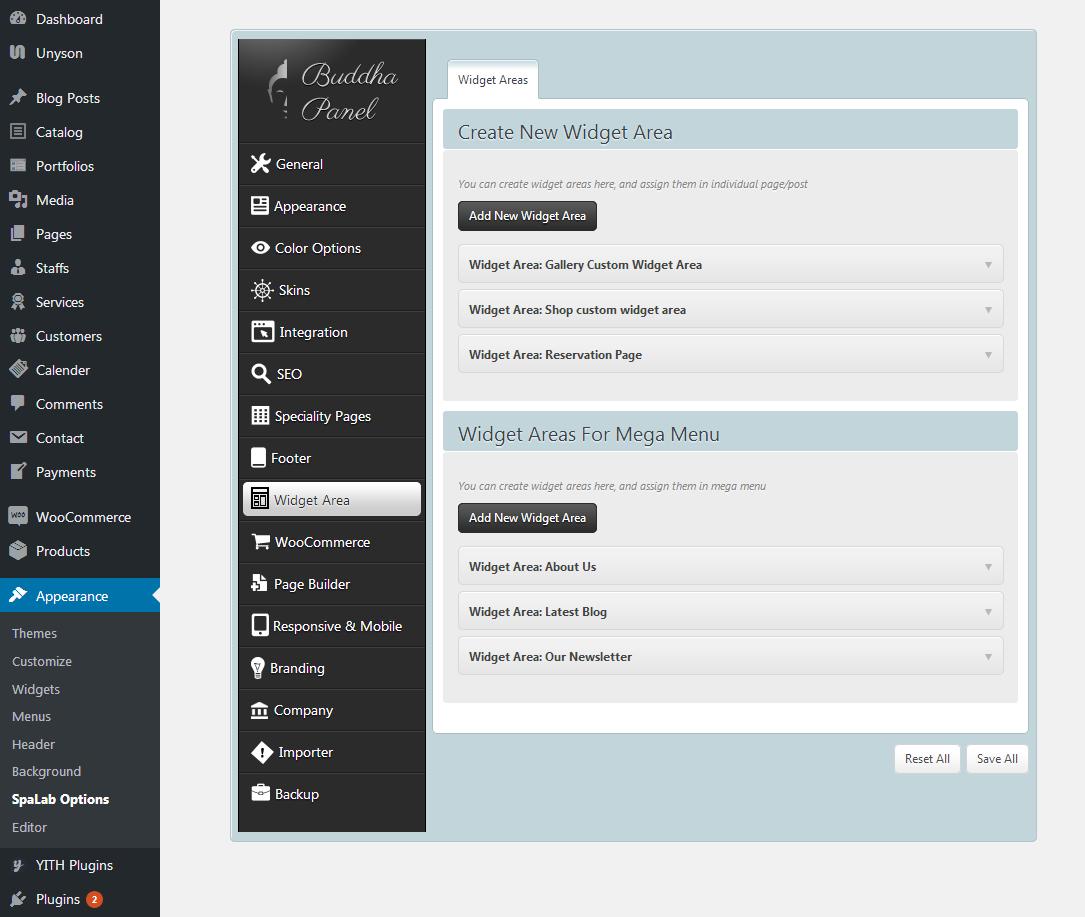 Dashboard
Unyson
Blog Posts
Catalog
Portfolios
Media
Pages
Staffs
Services
Customers
Calender
Comments
Contact
Payments
WOO
WooCommerce
Products
Appearance
Themes
Customize
Widgets
Menus
Header
Background
SpaLab Options
Editor
YITH Plugins
Plugins 2
Buddha
Panel
General
Appearance
Color Options
Skins
Integration
SEO
Speciality Pages
Footer
Widget Area
WooCommerce
Page Builder
Responsive & Mobile
Branding
Company
Importer
Backup
Widget Areas
Create New Widget Area
You can create widget areas here, and assign them in individual page/post
Add New Widget Area
Widget Area: Gallery Custom Widget Area
Widget Area: Shop custom widget area
Widget Area: Reservation Page
Widget Areas For Mega Menu
You can create widget areas here, and assign them in mega menu
Add New Widget Area
Widget Area: About Us
Widget Area: Latest Blog
Widget Area: Our Newsletter
Reset All
Save All